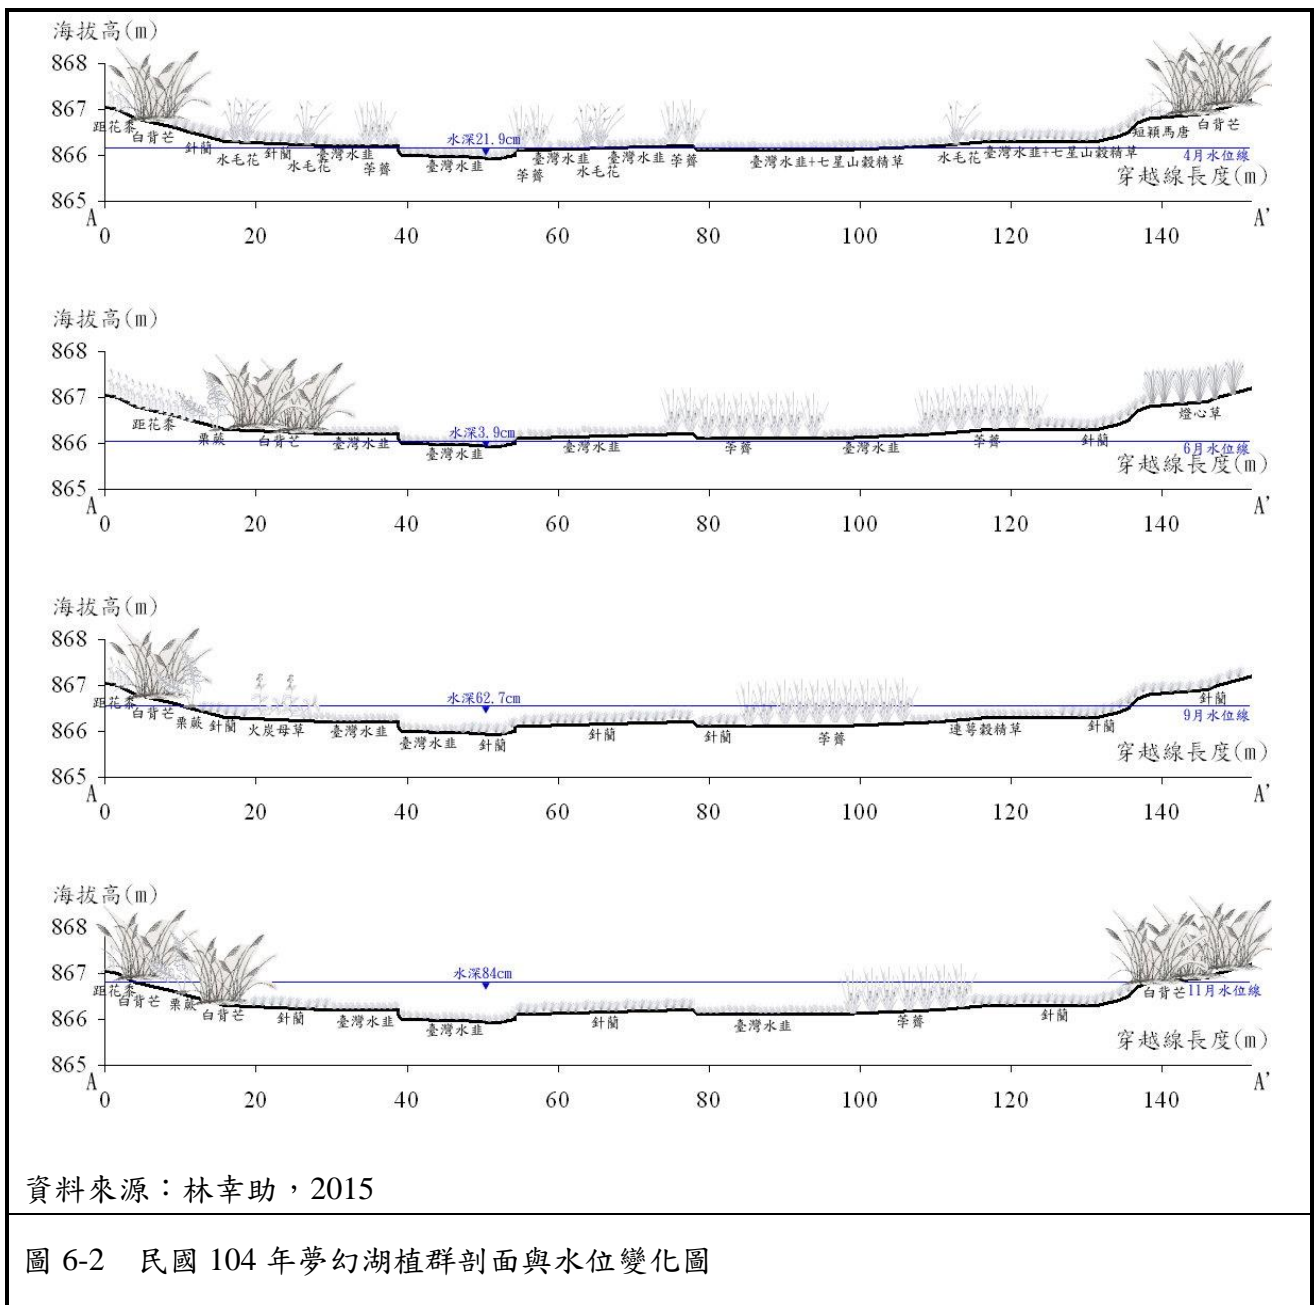 海拔高(m)
868
867
866
865
距花黍
白背芒
針藺
水毛花
針藺
水毛花
臺灣水韭
荸薺
水深21.9cm
臺灣水韭
荸薺
臺灣水韭
水毛花
臺灣水韭
荸薺
臺灣水韭+七星山穀精草
水毛花
臺灣水韭+七星山穀精草
短穎馬唐
白背芒
4月水位線
穿越線長度(m)
A
A'
0 20 40 60 80 100 120 140
海拔高(m)
868
867
866
865
距花黍
栗蕨
白背芒
臺灣水韭
水深3.9cm
臺灣水韭
臺灣水韭
荸薺
臺灣水韭
荸薺
針藺
燈心草
6月水位線
穿越線長度(m)
A
A'
0 20 40 60 80 100 120 140
海拔高(m)
868
867
866
865
距花黍
白背芒
栗蕨
針藺
火炭母草
臺灣水韭
水深62.7cm
臺灣水韭
針藺
針藺
針藺
荸薺
連萼穀精草
針藺
針藺
9月水位線
穿越線長度(m)
A
A'
0 20 40 60 80 100 120 140
海拔高(m)
868
867
866
865
距花黍
白背芒
栗蕨
白背芒
針藺
臺灣水韭
水深84cm
臺灣水韭
針藺
臺灣水韭
荸薺
針藺
白背芒
11月水位線
穿越線長度(m)
A
A'
0 20 40 60 80 100 120 140
資料來源：林幸助，2015
圖 6-2 民國 104 年夢幻湖植群剖面與水位變化圖